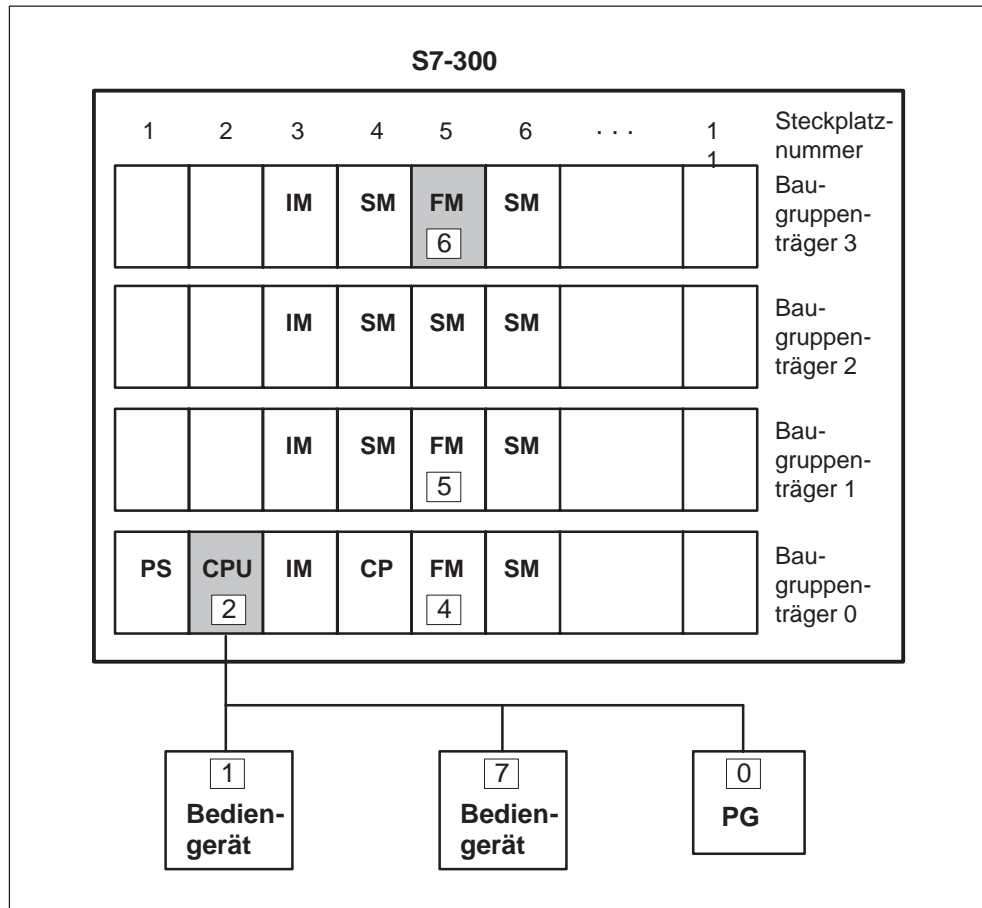 S7-300
1 2 3 4 5 6 . . . 1
1
Steckplatz-
nummer
IM SM FM SM
6
Bau-
gruppen-
träger 3
IM SM SM SM
Bau-
gruppen-
träger 2
IM SM FM SM
5
Bau-
gruppen-
träger 1
PS CPU IM CP FM SM
2 4
Bau-
gruppen-
träger 0
1
Bedien-
gerät
7
Bedien-
gerät
0
PG